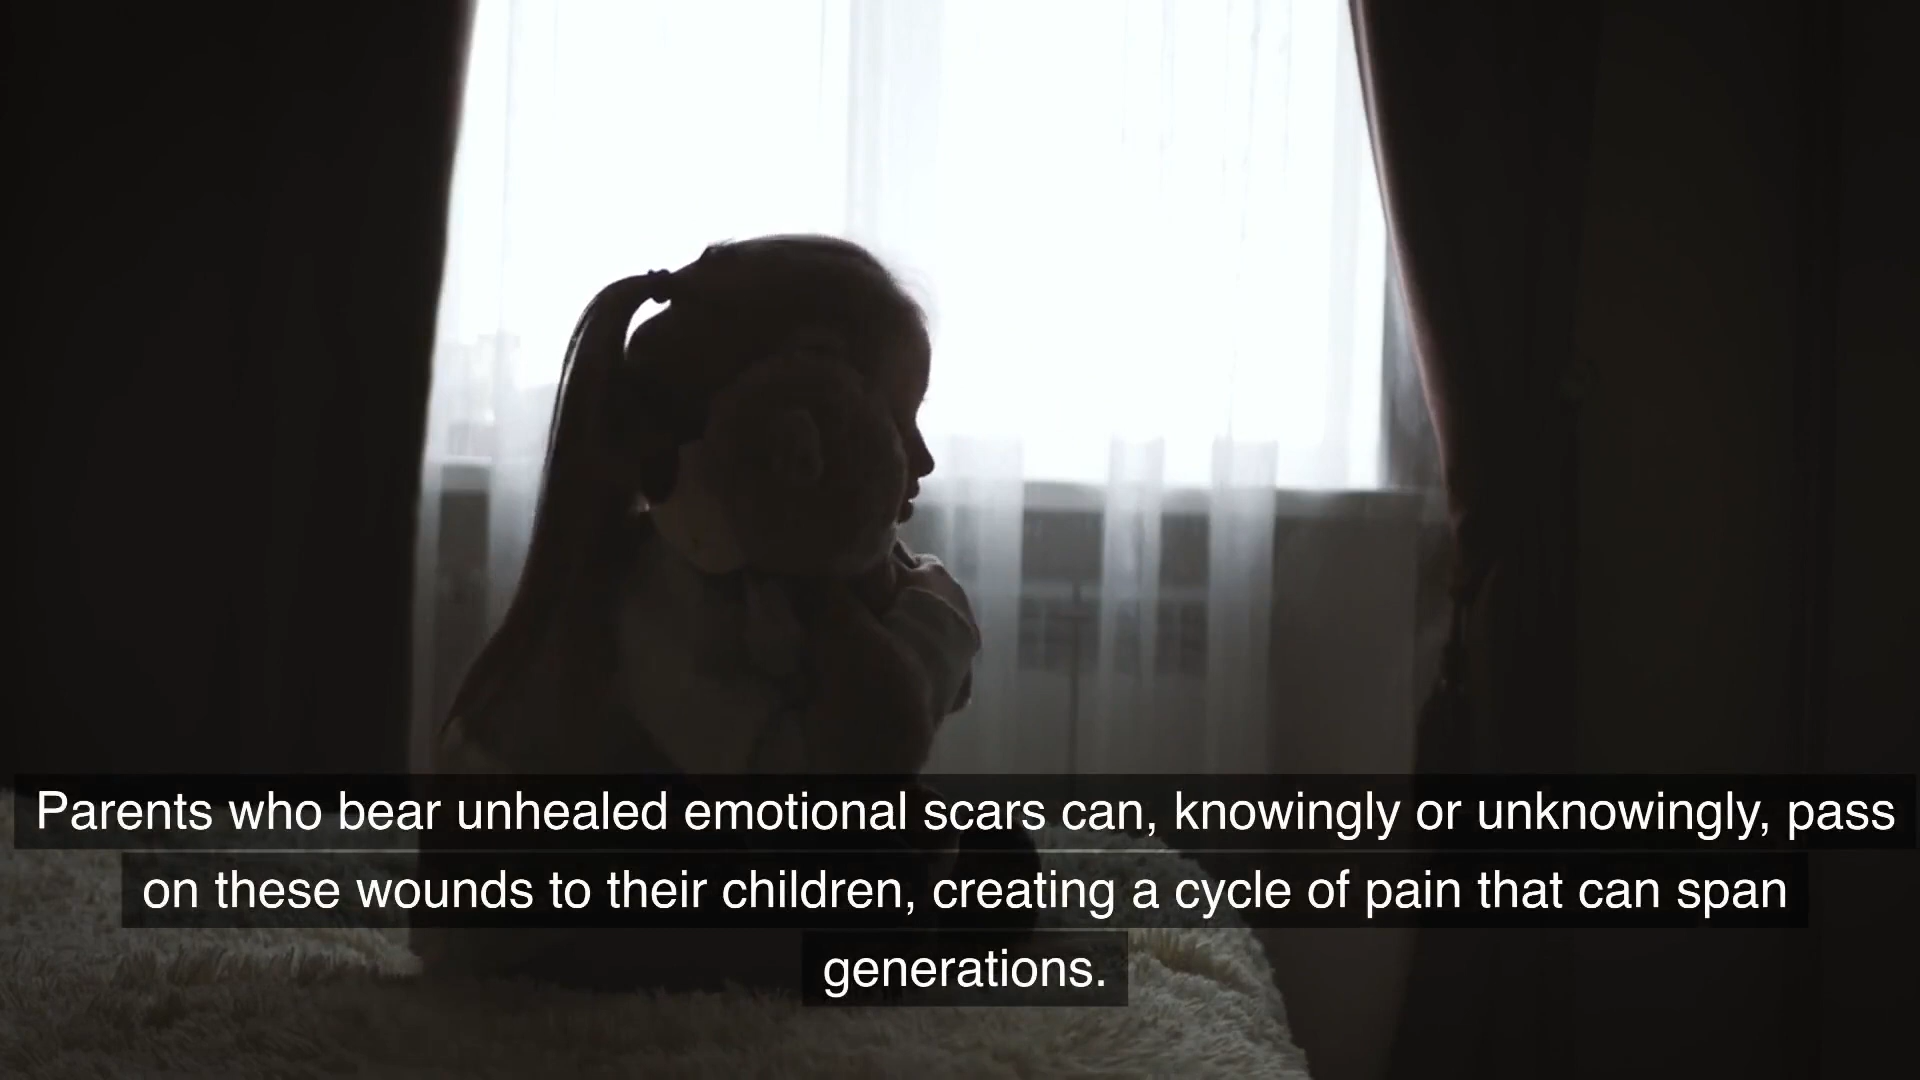 Parents who bear unhealed emotional scars can, knowingly or unknowingly, pass
on these wounds to their children, creating a cycle of pain that can span
generations.